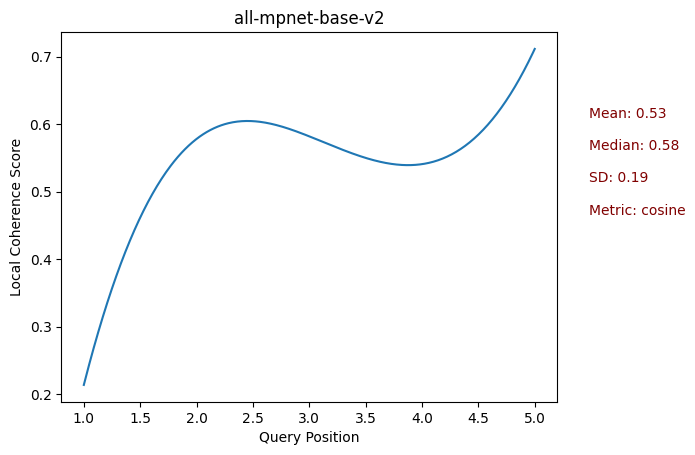 all-mpnet-base-v2
Local Coherence Score
0.7
0.6
0.5
0.4
0.3
0.2
1.0 1.5 2.0 2.5 3.0 3.5 4.0 4.5 5.0
Query Position
Mean: 0.53
Median: 0.58
SD: 0.19
Metric: cosine